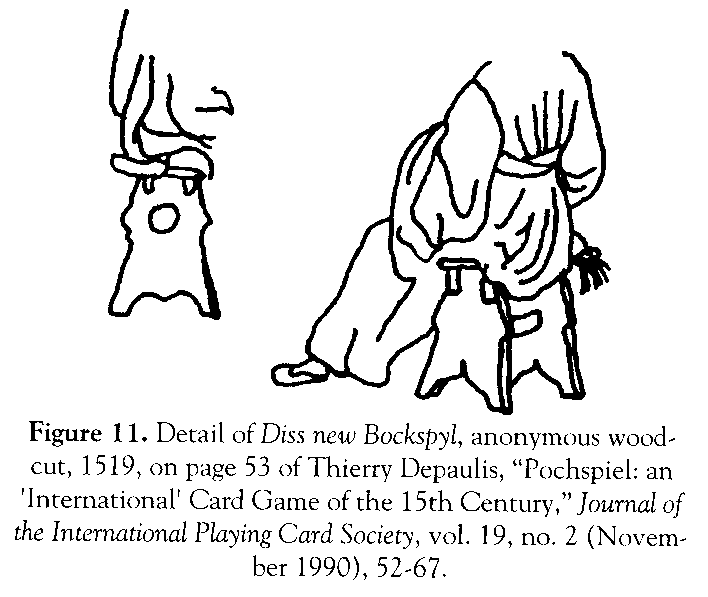 Figure 11. Detail of Diss new Bockspyl, anonymous wood-
cut, 1519, on page 53 of Thierry Depaulis, “Pochspiel: an
'International' Card Game of the 15th Century,” Journal of
the International Playing Card Society, vol. 19, no. 2 (Novem-
ber 1990), 52-67.